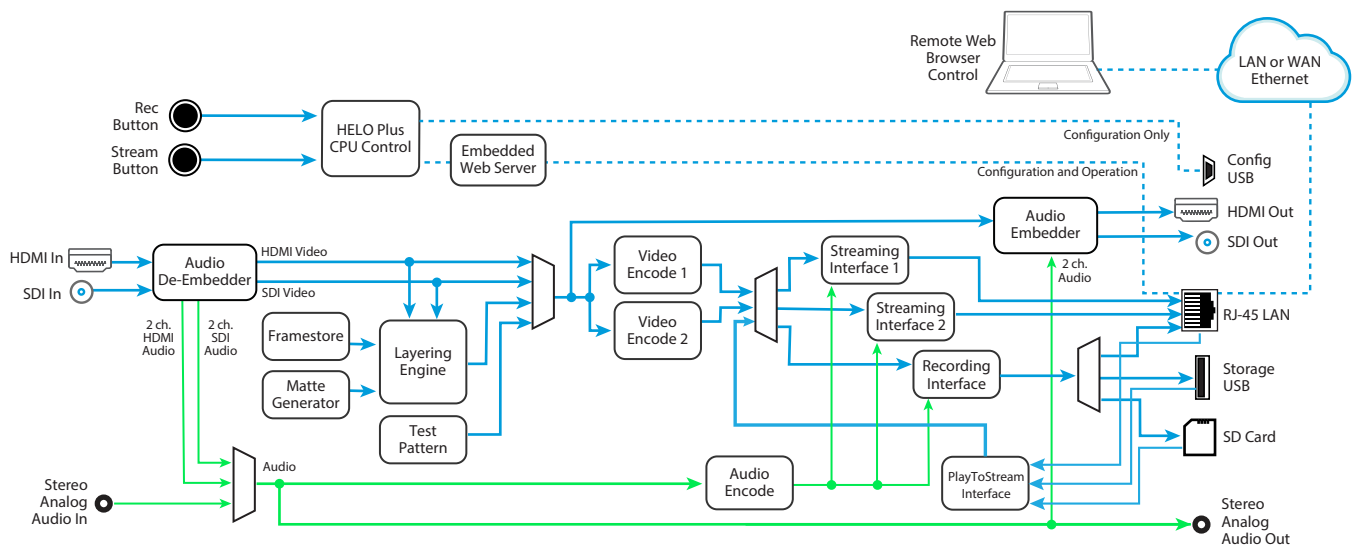 Remote Web
Browser
Control
LAN or WAN
Ethernet
Rec
Button
Stream
Button
HELO Plus
CPU Control
Embedded
Web Server
Configuration Only
Configuration and Operation
Config
USB
HDMI Out
SDI Out
Audio
Embedder
2 ch.
Audio
HDMI In
SDI In
Audio
De-Embedder
HDMI Video
SDI Video
2 ch.
HDMI
Audio
2 ch.
SDI
Audio
Framestore
Matte
Generator
Layering
Engine
Test
Pattern
Video
Encode 1
Video
Encode 2
Streaming
Interface 1
Streaming
Interface 2
Recording
Interface
RJ-45 LAN
Storage
USB
SD Card
PlayToStream
Interface
Audio
Audio
Encode
Stereo
Analog
Audio In
Stereo
Analog
Audio Out